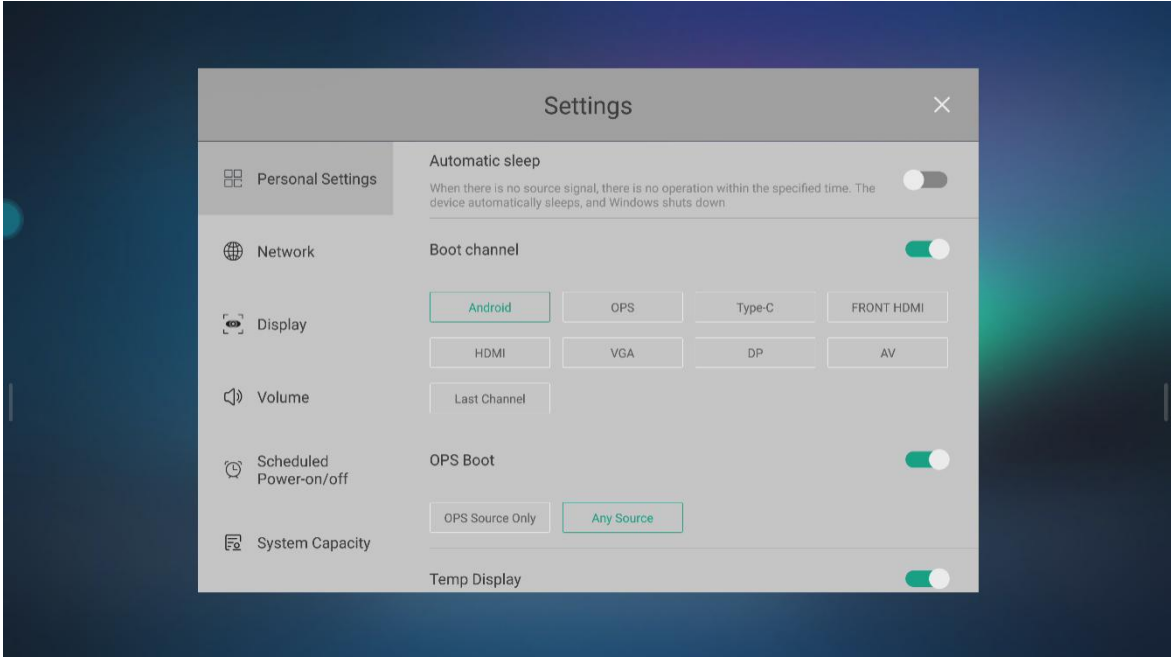 Settings
Personal Settings
Network
Display
Volume
Scheduled
Power-on/off
System Capacity
Automatic sleep
When there is no source signal, there is no operation within the specified time. The
device automatically sleeps, and Windows shuts down
Boot channel
Android
OPS
Type-C
FRONT HDMI
HDMI
VGA
DP
AV
Last Channel
OPS Boot
OPS Source Only
Any Source
Temp Display